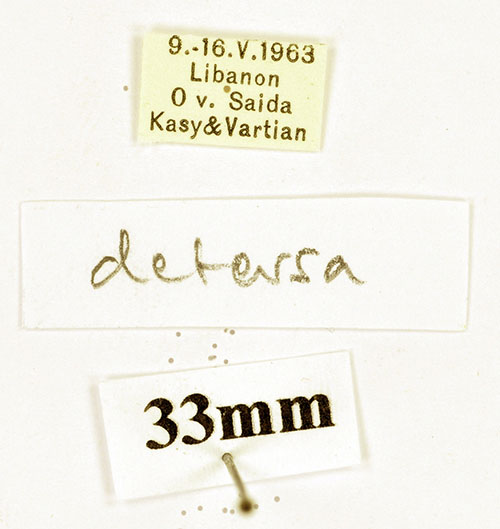 9.-16.V.1963
Libanon
O v. Saida
Kasy&Vartian
detersa
33mm